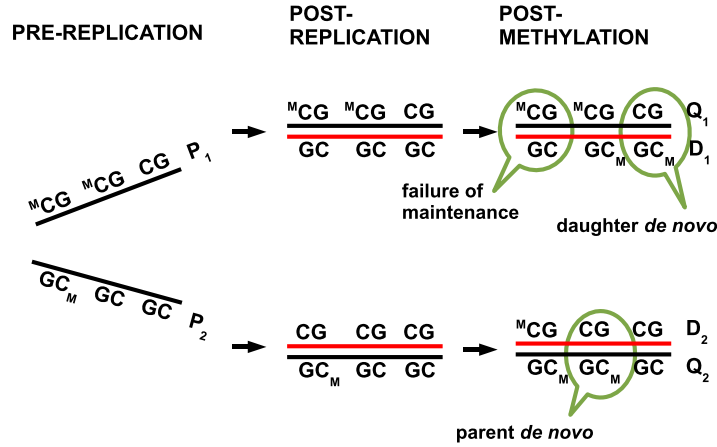 PRE-REPLICATION
POST-
REPLICATION
POST-
METHYLATION
MCG MCG CG P1
GCM GC GC P2
MCG MCG CG
GC GC GC
MCG MCG CG Q1
GC GCM GCM D1
failure of
maintenance
daughter de novo
CG CG CG
GCM GC GC
MCG CG CG D2
GCM GCM GC Q2
parent de novo